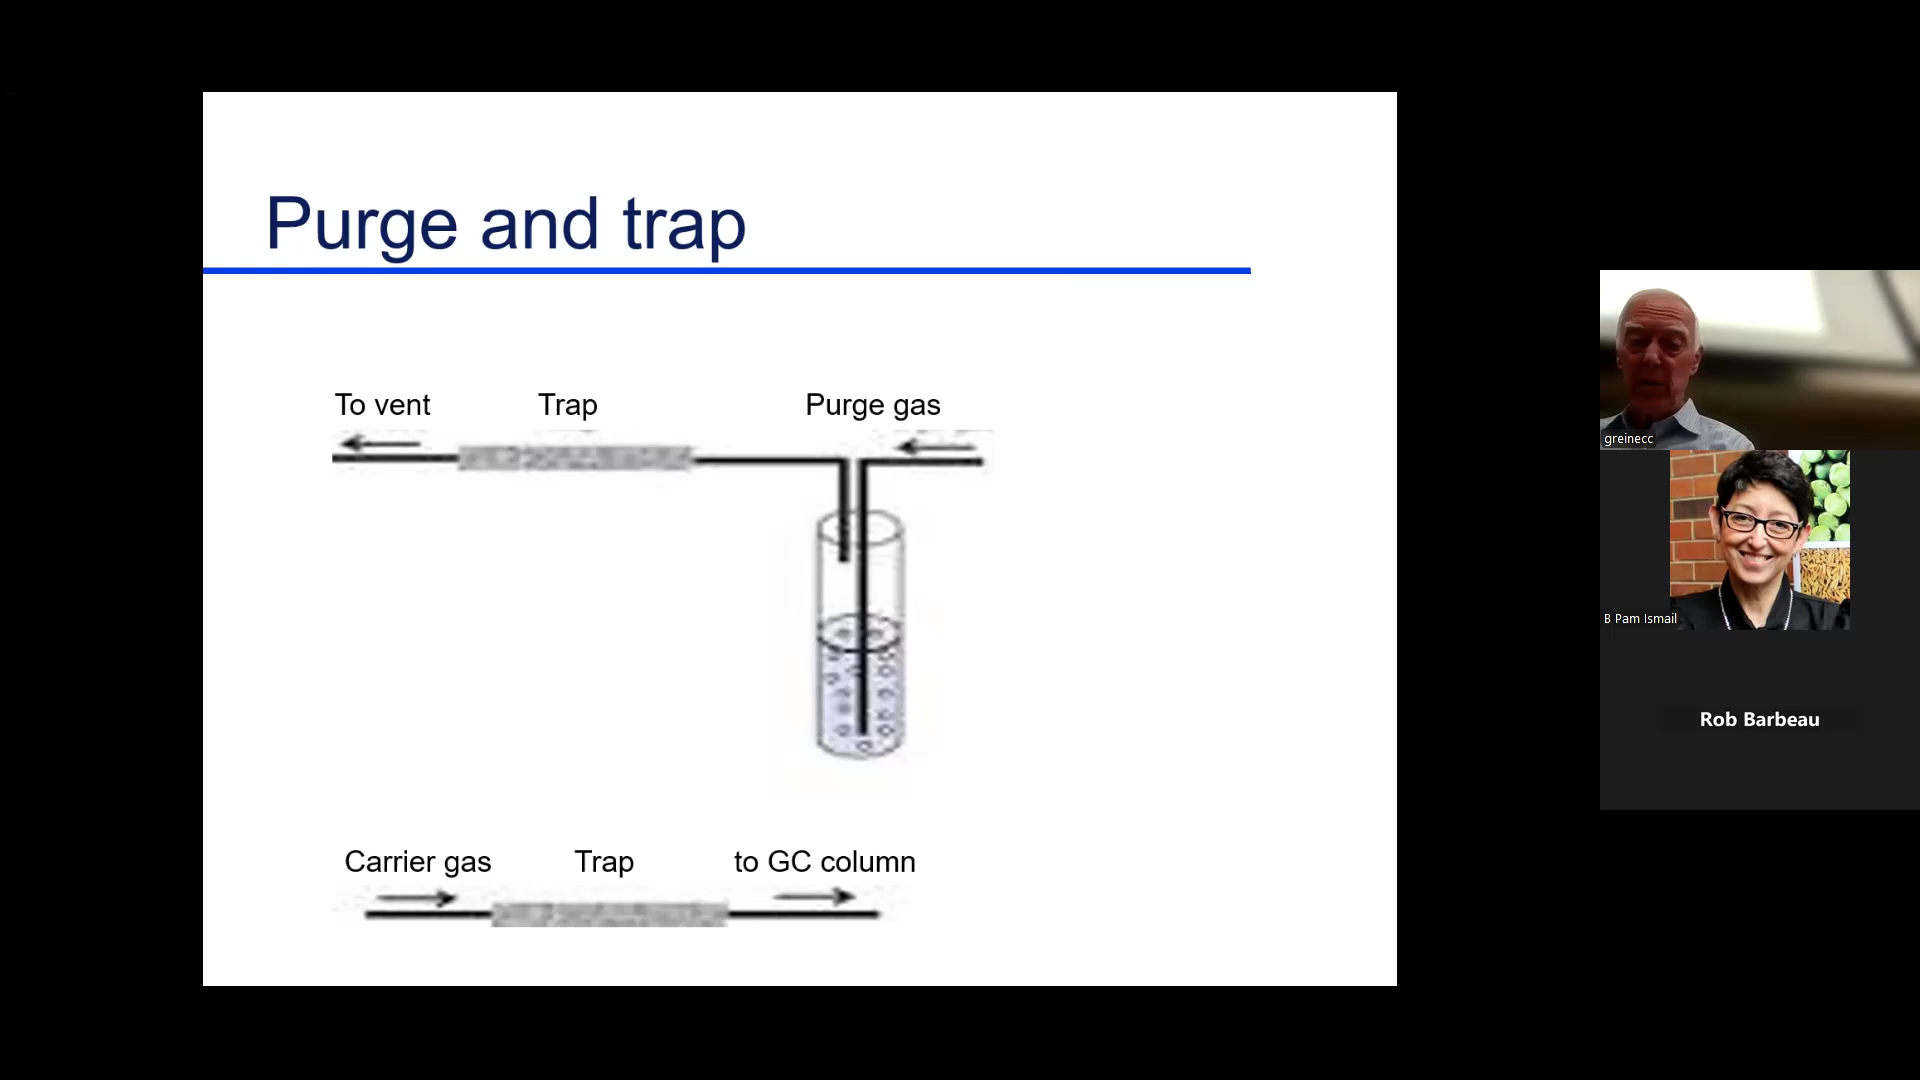 Purge and trap
To vent
Trap
Purge gas
Carrier gas
Trap
to GC column
greinecc
B Pam Ismail
Rob Barbeau